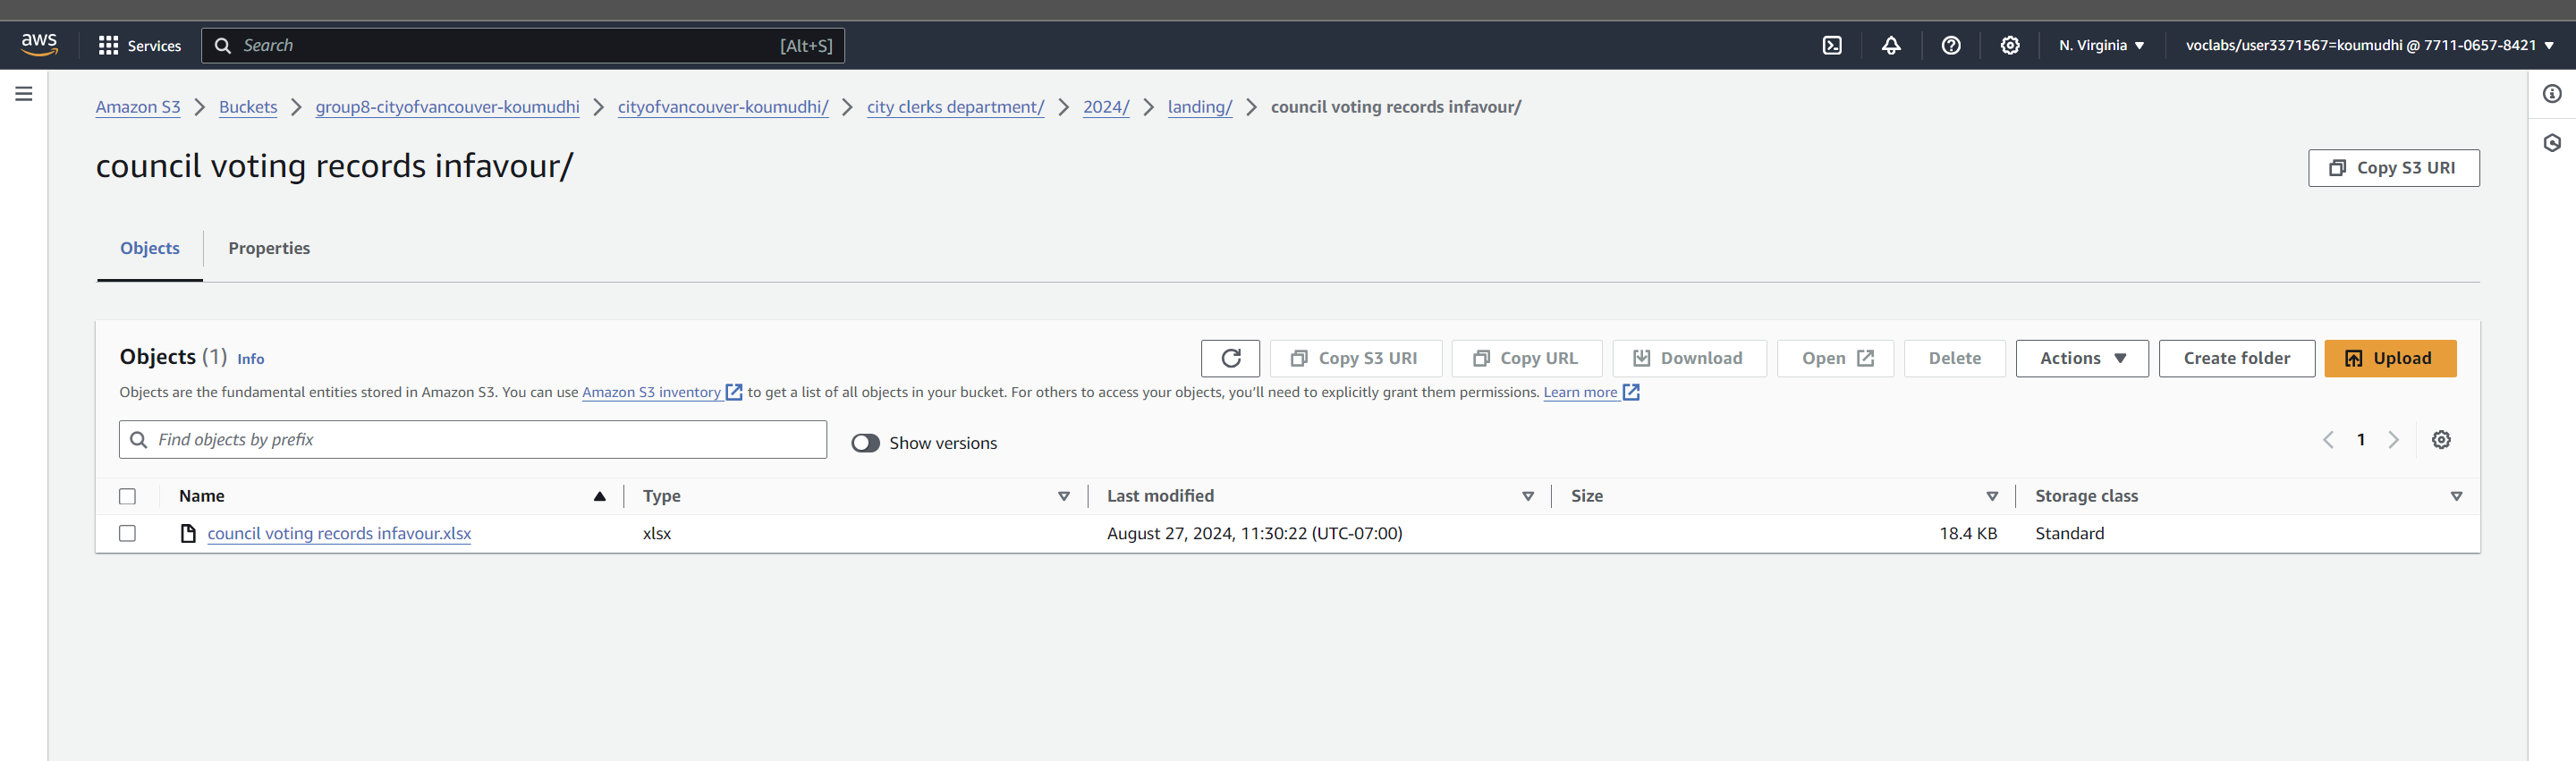 aws Services Search [Alt+S] N. Virginia voclabs/user3371567=koumudhi @ 7711-0657-8421
Amazon S3 Buckets group8-cityofvancouver-koumudhi cityofvancouver-koumudhi/ city clerks department/ 2024/ landing/ council voting records infavour/
council voting records infavour/ Copy S3 URI
Objects Properties
Objects (1) Info Copy S3 URI Copy URL Download Open Delete Actions Create folder Upload
Objects are the fundamental entities stored in Amazon S3. You can use Amazon S3 inventory to get a list of all objects in your bucket. For others to access your objects, you'll need to explicitly grant them permissions. Learn more
Find objects by prefix Show versions 1
Name Type Last modified Size Storage class
council voting records infavour.xlsx xlsx August 27, 2024, 11:30:22 (UTC-07:00) 18.4 KB Standard